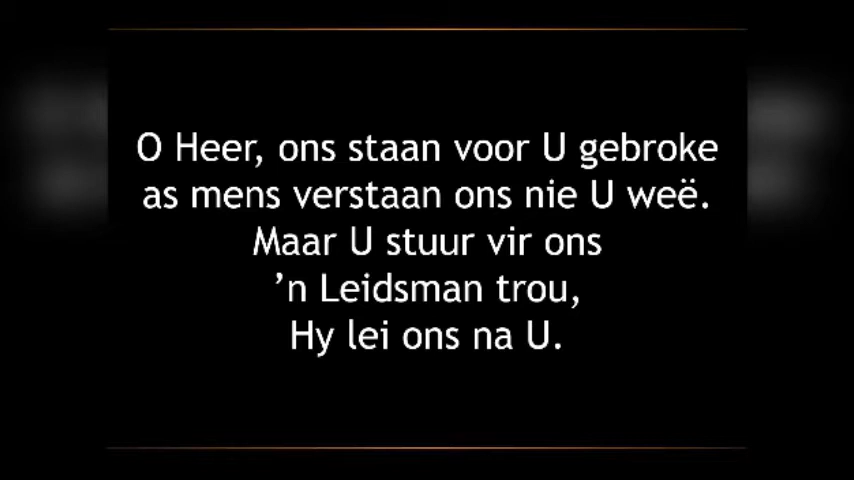 O Heer, ons staan voor U gebroke
as mens verstaan ons nie U weë.
Maar U stuur vir ons
’n Leidsman trou,
Hy lei ons na U.